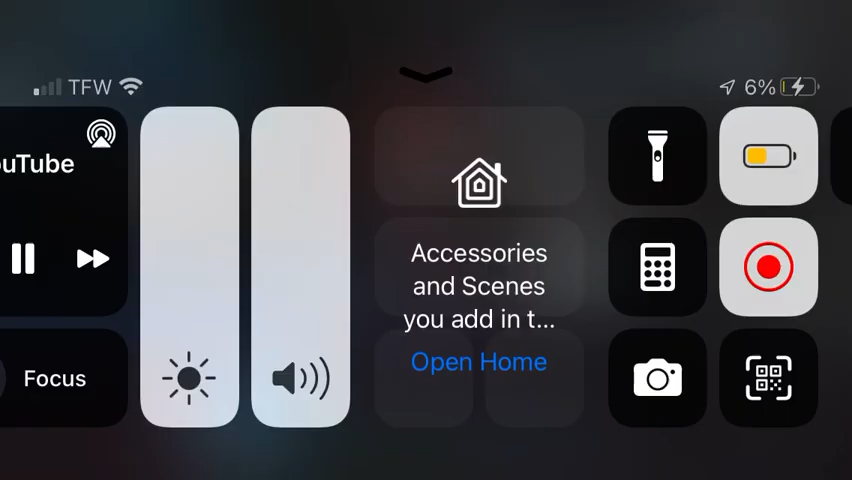 TFW
6%
uTube
Accessories
and Scenes
you add in t...
Open Home
Focus